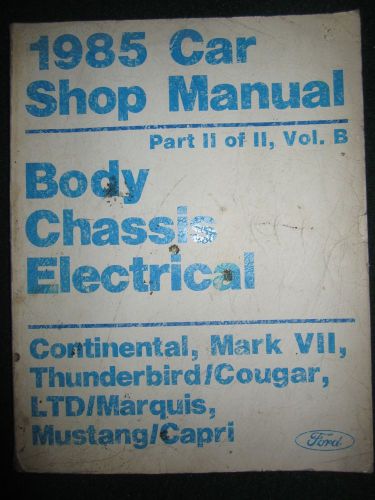 1985 Car
Shop Manual
Part II of II, Vol. B
Body
Chassis
Electrical
Continental, Mark VII,
Thunderbird/Cougar,
LTD/Marquis,
Mustang/Capri
Ford